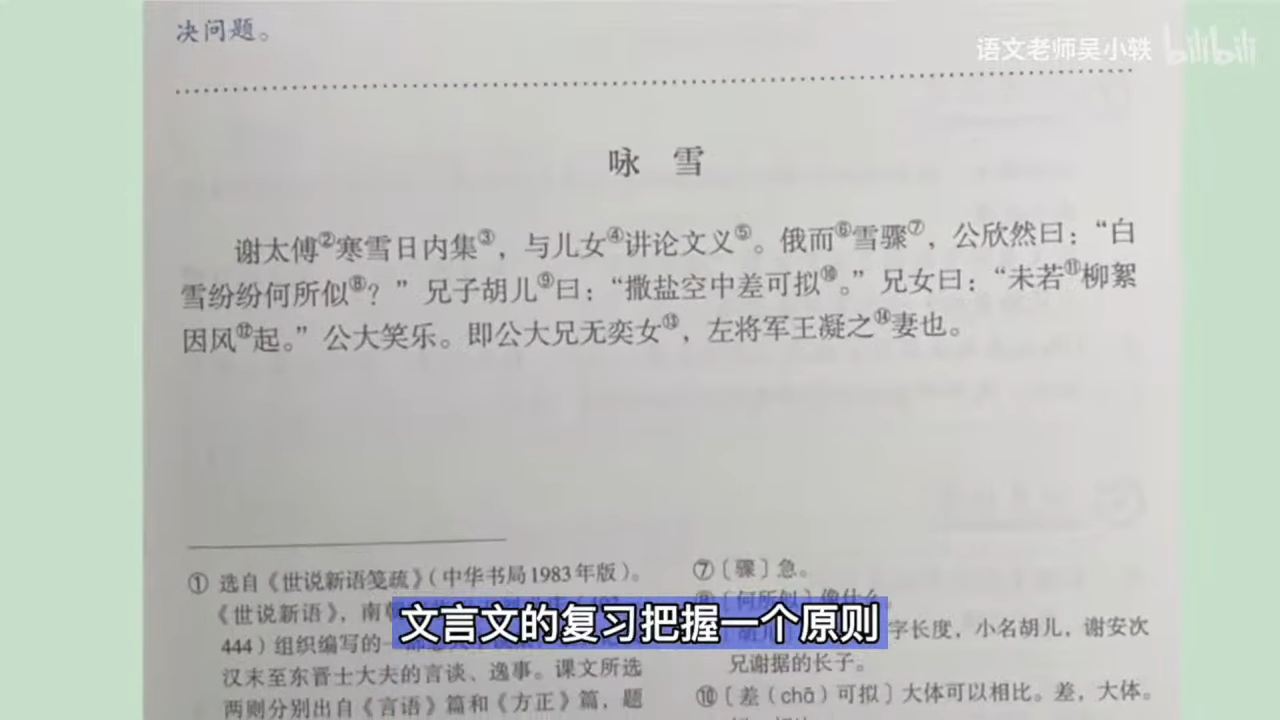 决问题。
语文老师吴小轶 bilibili
咏 雪
谢太傅②寒雪日内集③，与儿女④讲论文义⑤。俄而⑥雪骤⑦，公欣然曰：“白
雪纷纷何所似⑧？”兄子胡儿⑨曰：“撒盐空中差可拟⑩。”兄女曰：“未若⑪柳絮
因风⑫起。”公大笑乐。即公大兄无奕女⑬，左将军王凝之⑭妻也。
① 选自《世说新语笺疏》（中华书局1983年版）。
《世说新语》，南
444）组织编写的一
汉末至东晋士大夫的言谈、逸事。课文所选
两则分别出自《言语》篇和《方正》篇，题
⑦〔骤〕急。
⑧〔何所似〕像什么。
字长度，小名胡儿，谢安次
兄谢据的长子。
⑩〔差（chā）可拟〕大体可以相比。差，大体。
文言文的复习把握一个原则